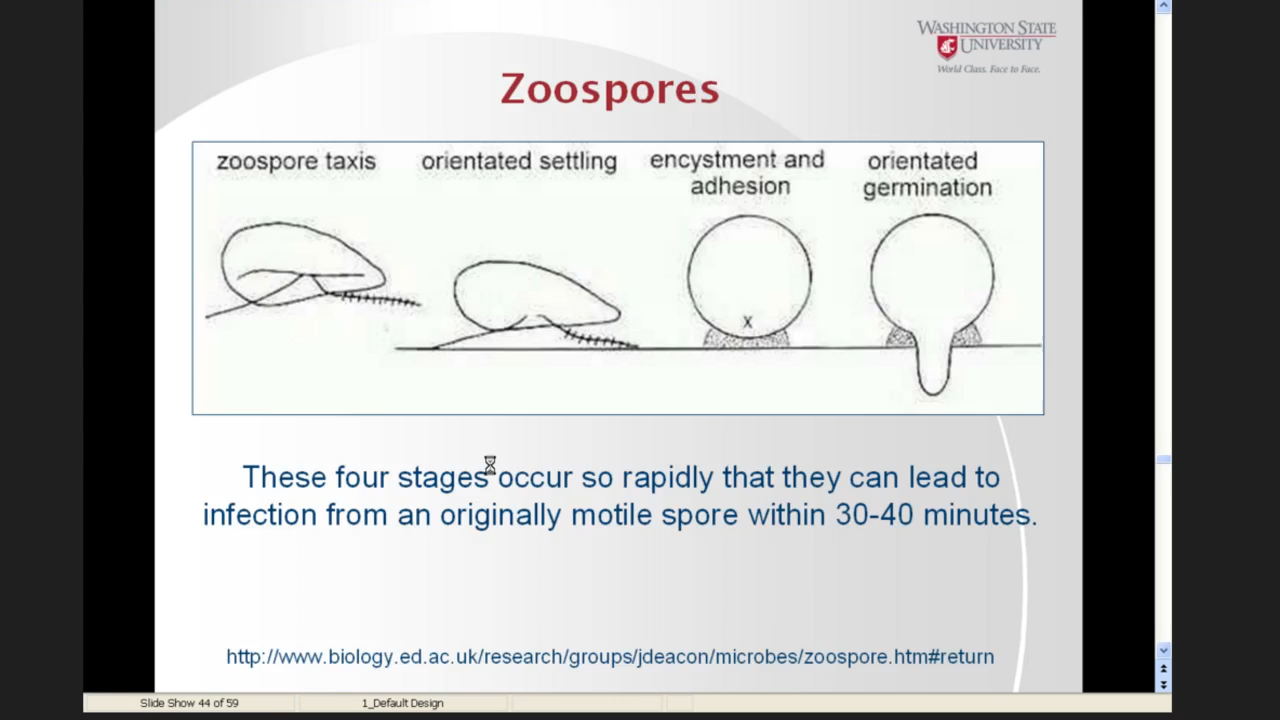 WASHINGTON STATE
UNIVERSITY
World Class. Face to Face.
Zoospores
zoospore taxis
orientated settling
encystment and
adhesion
orientated
germination
x
These four stages occur so rapidly that they can lead to
infection from an originally motile spore within 30-40 minutes.
http://www.biology.ed.ac.uk/research/groups/jdeacon/microbes/zoospore.htm#return
Slide Show 44 of 59
1_Default Design